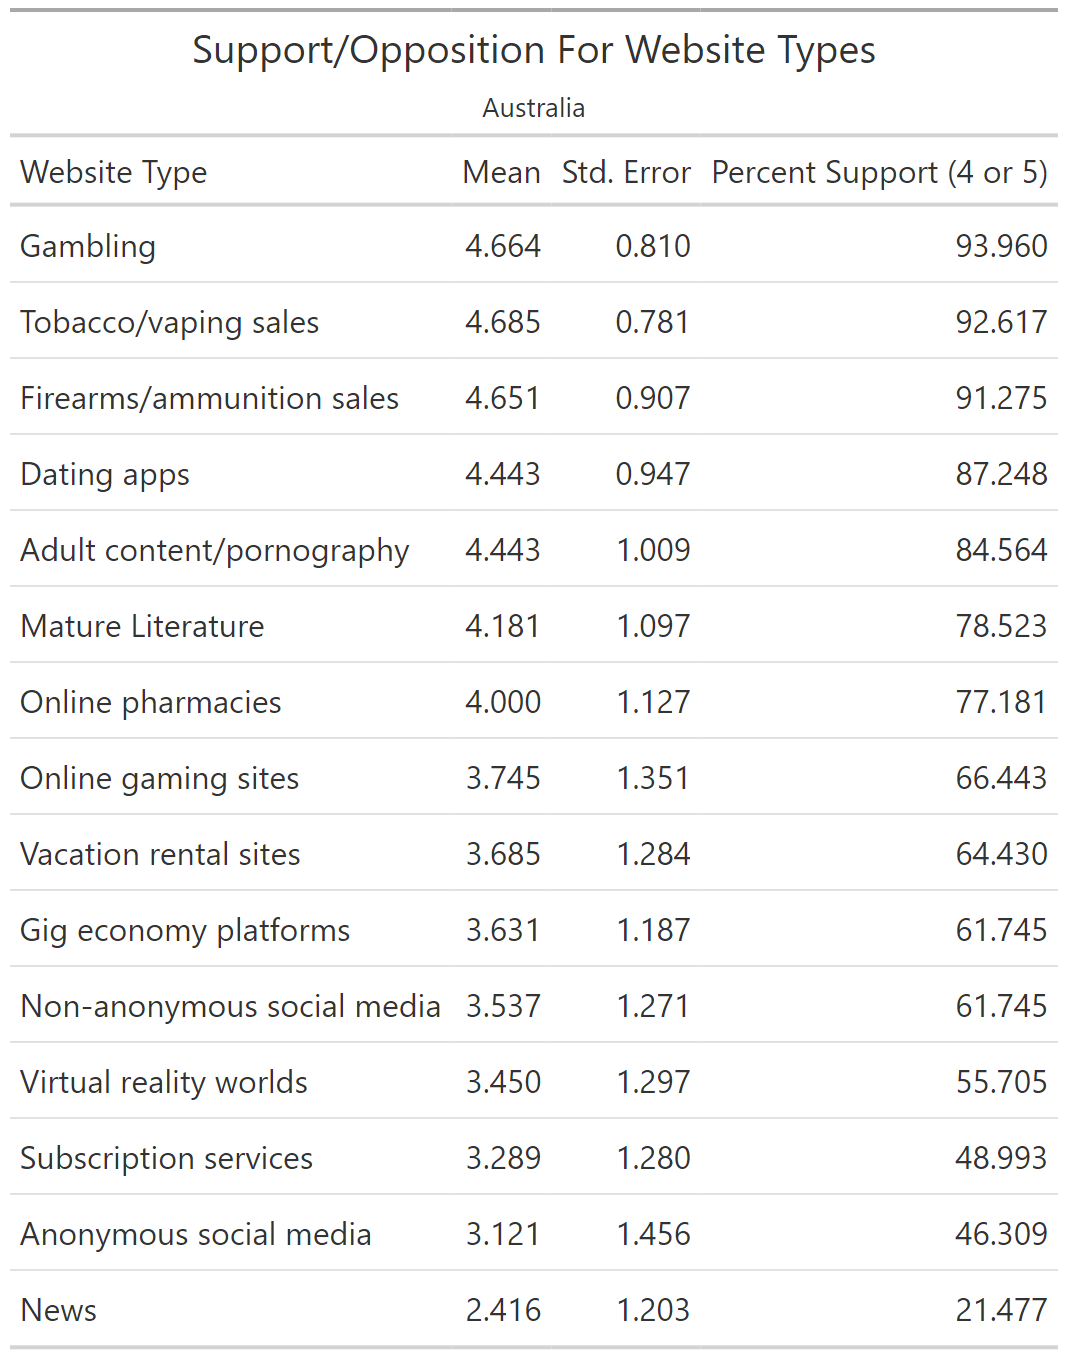 Support/Opposition For Website Types
Australia
Website Type Mean Std. Error Percent Support (4 or 5)
Gambling 4.664 0.810 93.960
Tobacco/vaping sales 4.685 0.781 92.617
Firearms/ammunition sales 4.651 0.907 91.275
Dating apps 4.443 0.947 87.248
Adult content/pornography 4.443 1.009 84.564
Mature Literature 4.181 1.097 78.523
Online pharmacies 4.000 1.127 77.181
Online gaming sites 3.745 1.351 66.443
Vacation rental sites 3.685 1.284 64.430
Gig economy platforms 3.631 1.187 61.745
Non-anonymous social media 3.537 1.271 61.745
Virtual reality worlds 3.450 1.297 55.705
Subscription services 3.289 1.280 48.993
Anonymous social media 3.121 1.456 46.309
News 2.416 1.203 21.477